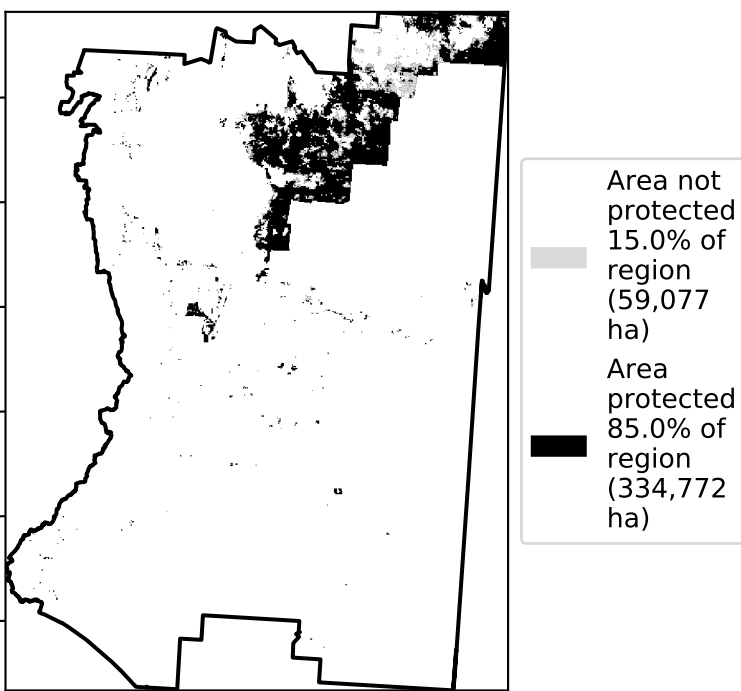 Area not
protected
15.0% of
region
(59,077
ha)
Area
protected
85.0% of
region
(334,772
ha)